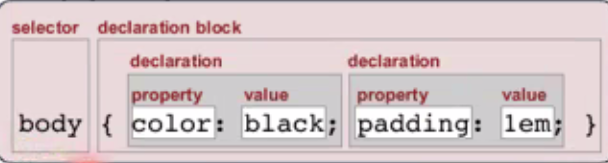 selector declaration block
declaration declaration
property value property value
body { color: black; padding: 1em; }